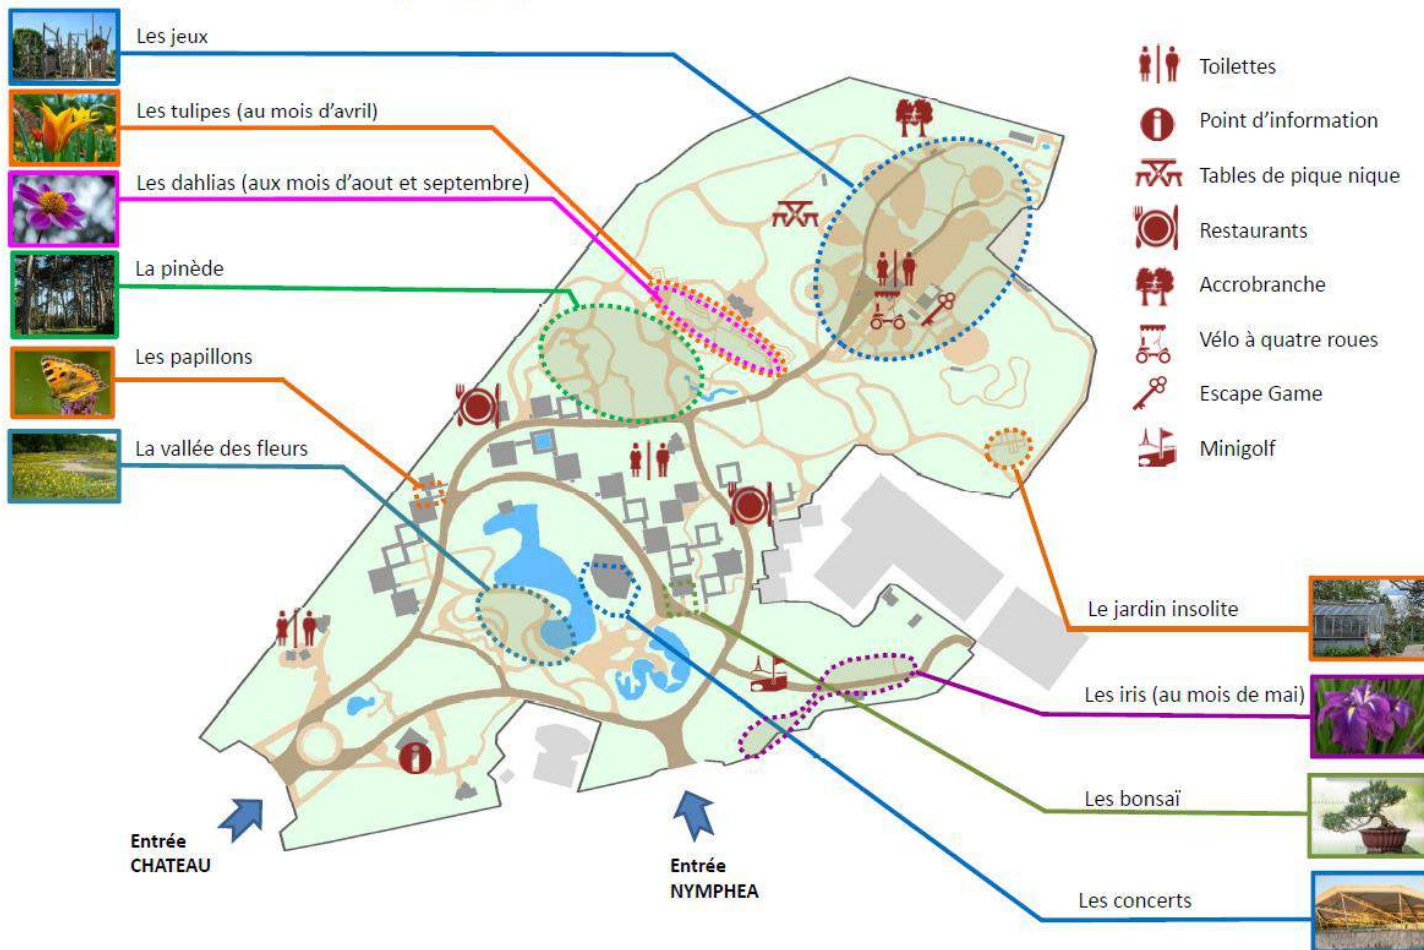 Les jeux
Les tulipes (au mois d'avril)
Les dahlias (aux mois d'aout et septembre)
La pinède
Les papillons
La vallée des fleurs
Toilettes
Point d'information
Tables de pique nique
Restaurants
Accrobranche
Vélo à quatre roues
Escape Game
Minigolf
Le jardin insolite
Les iris (au mois de mai)
Les bonsaï
Les concerts
Entrée
CHATEAU
Entrée
NYMPHEA